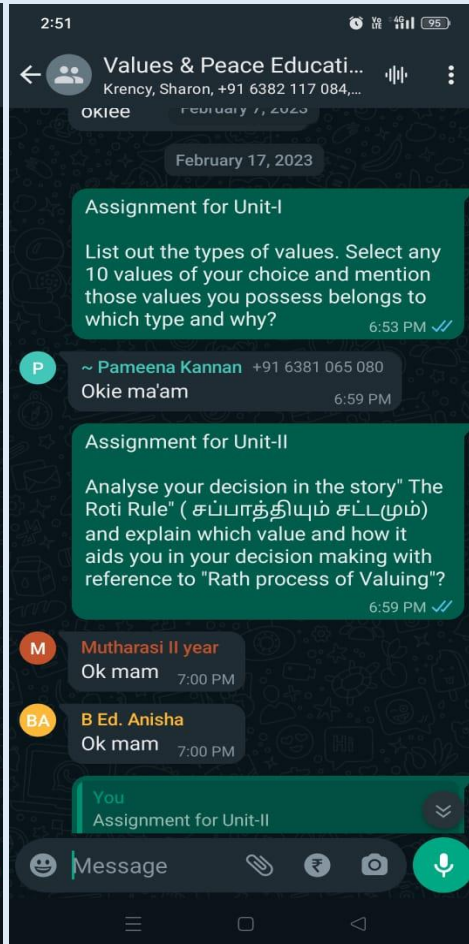 2:51
Vo LTE 4G 95
Values & Peace Educati...
Krency, Sharon, +91 6382 117 084,...
okiee
February 7, 2023
February 17, 2023
Assignment for Unit-I
List out the types of values. Select any
10 values of your choice and mention
those values you possess belongs to
which type and why?
6:53 PM
P
~ Pameena Kannan +91 6381 065 080
Okie ma'am
6:59 PM
Assignment for Unit-II
Analyse your decision in the story" The
Roti Rule" ( சப்பாத்தியும் சட்டமும்)
and explain which value and how it
aids you in your decision making with
reference to "Rath process of Valuing"?
6:59 PM
M
Mutharasi II year
Ok mam
7:00 PM
BA
B Ed. Anisha
Ok mam
7:00 PM
You
Assignment for Unit-II
Message
₹